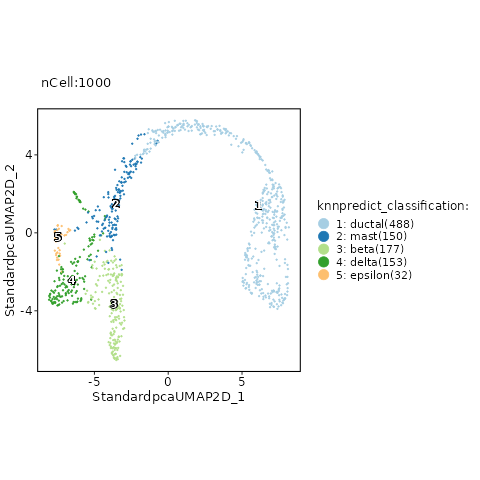 nCell:1000
StandardpcaUMAP2D_2
4
0
-4
1
2
3
4
5
-5
0
5
StandardpcaUMAP2D_1
knnpredict_classification:
1: ductal(488)
2: mast(150)
3: beta(177)
4: delta(153)
5: epsilon(32)